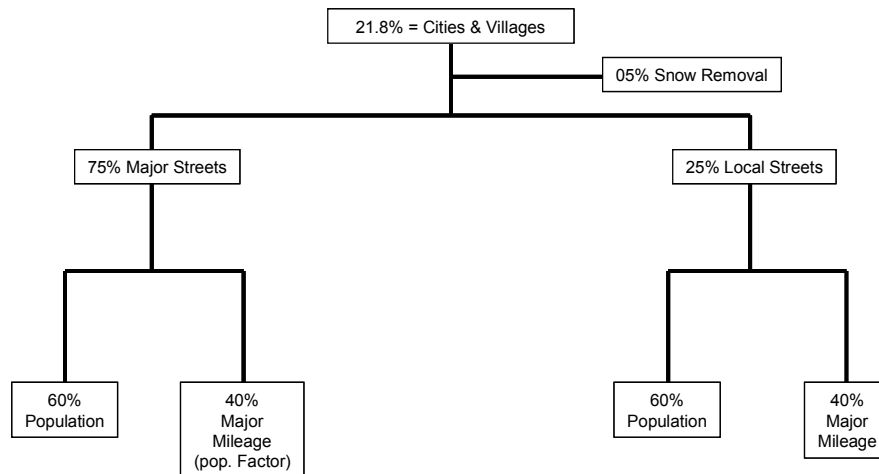 21.8% = Cities & Villages
05% Snow Removal
75% Major Streets
25% Local Streets
60%
Population
40%
Major
Mileage
(pop. Factor)
60%
Population
40%
Major
Mileage